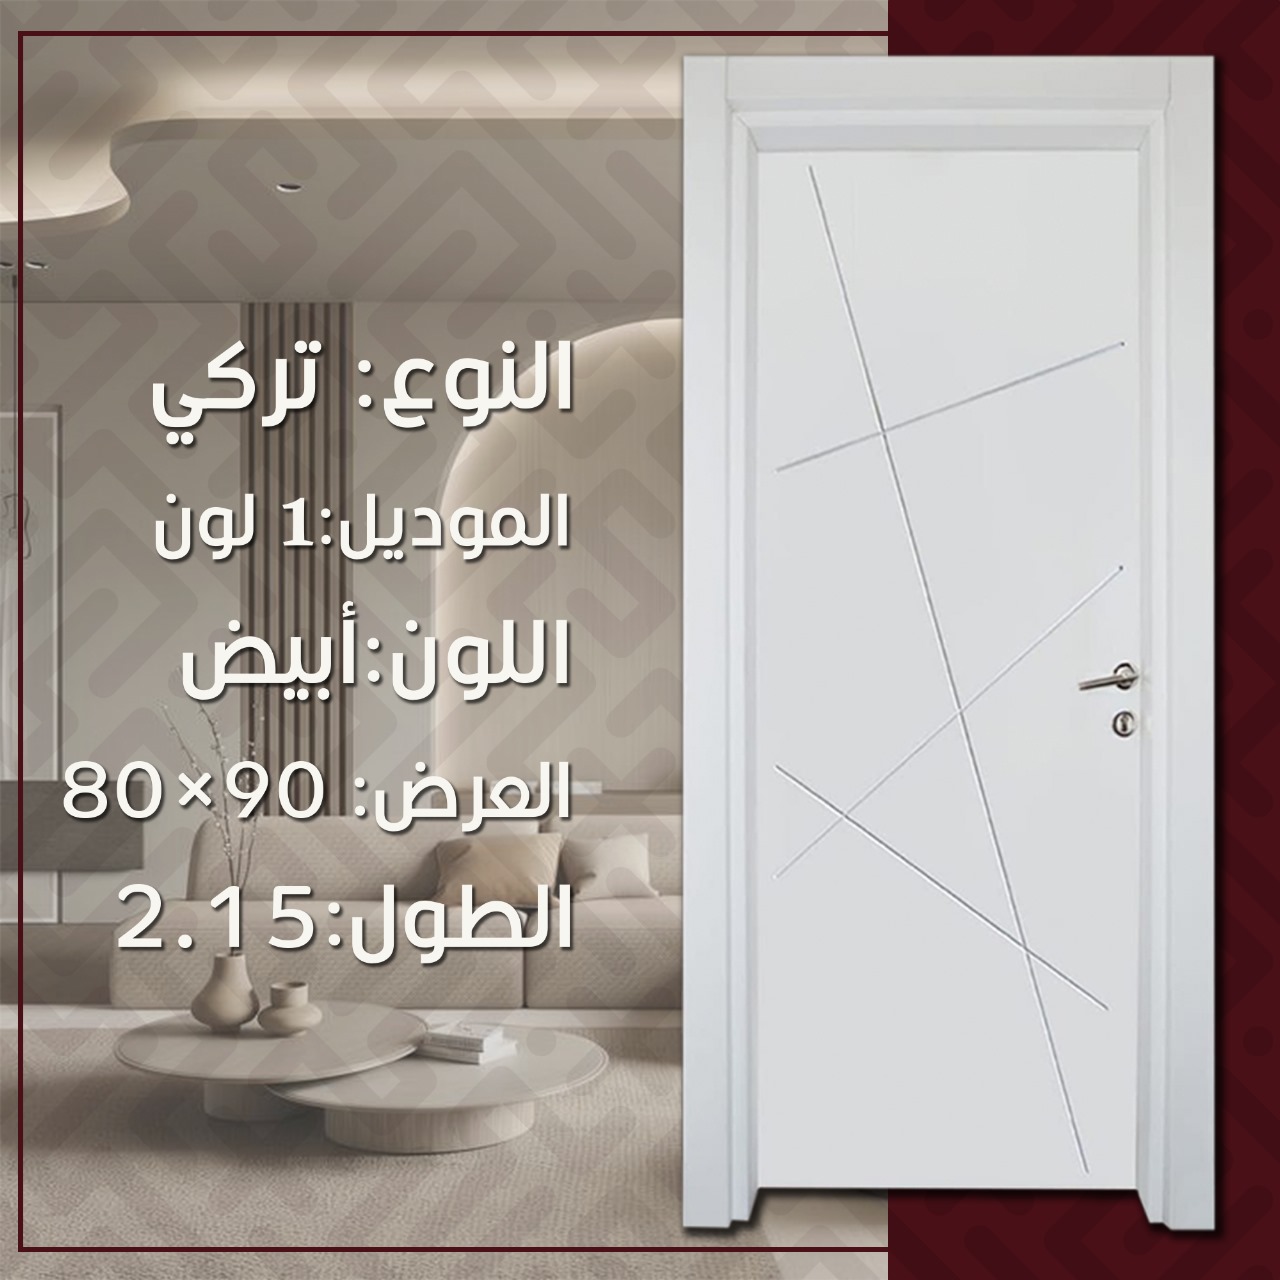 النوع: تركي
الموديل:1 لون
اللون:أبيض
العرض: 90×80
الطول:2.15